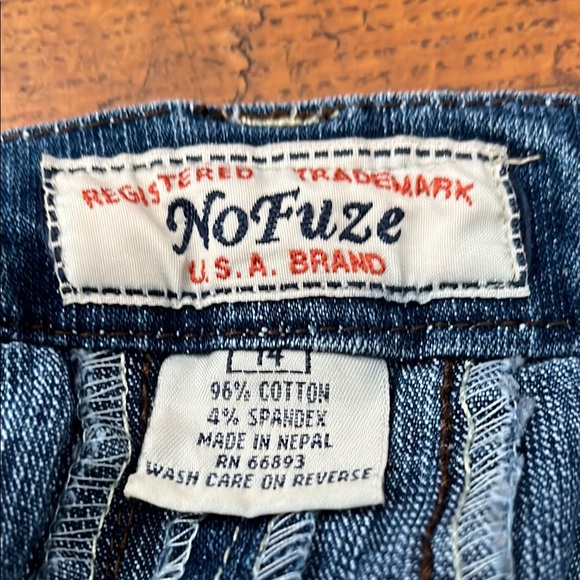 REGISTERED TRADEMARK
NoFuze
U.S.A. BRAND
14
96% COTTON
4% SPANDEX
MADE IN NEPAL
RN 66893
WASH CARE ON REVERSE